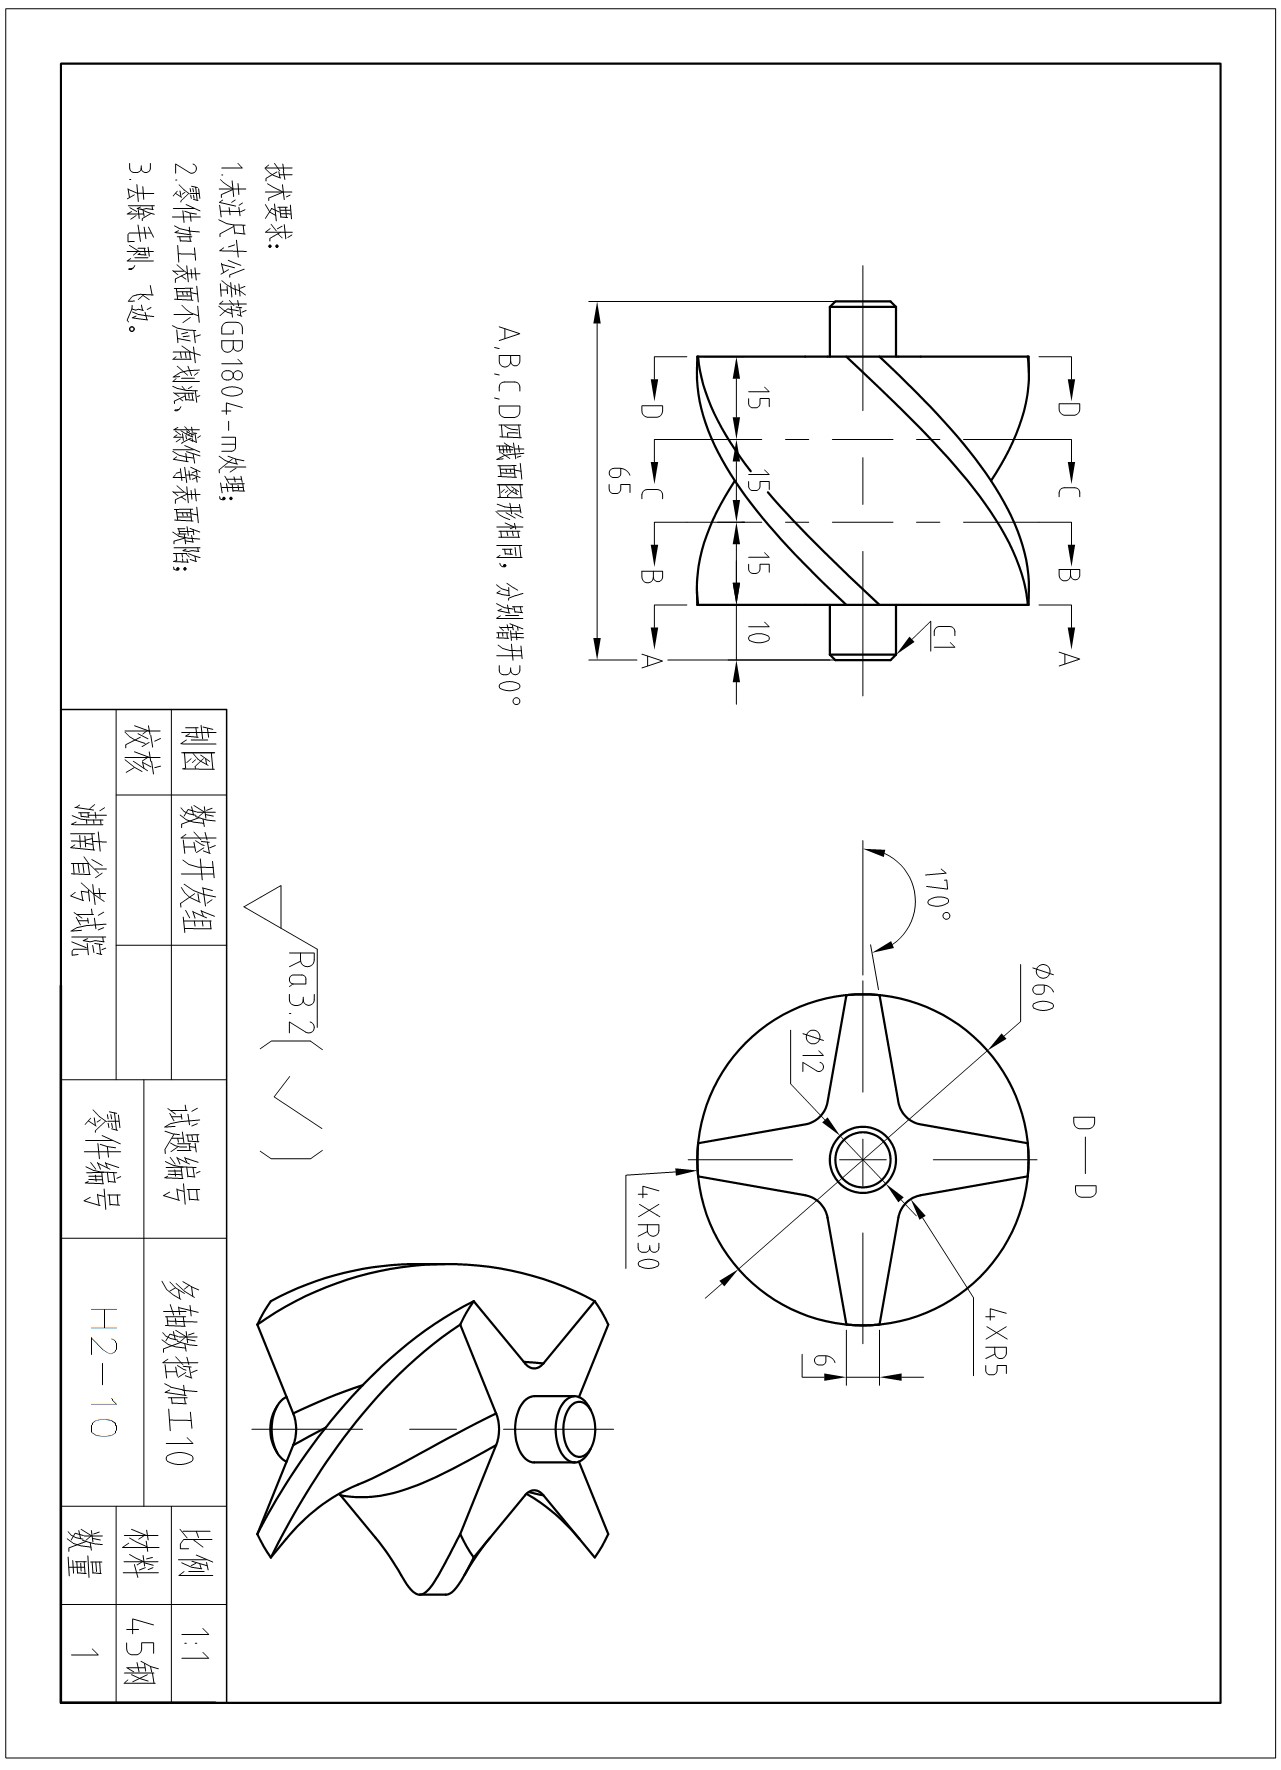 D
D
C
C
B
B
A
A
15
15
15
10
65
C1
A,B,C,D四截面图形相同，分别错开30°
D—D
170°
φ60
φ12
4XR5
4XR30
6
技术要求:
1.未注尺寸公差按GB1804-m处理;
2.零件加工表面不应有划痕、擦伤等表面缺陷;
3.去除毛刺、飞边。
Ra3.2(√)
制图 数控开发组 试题编号 多轴数控加工10 比例 1:1
校核 材料 45钢
湖南省考试院 零件编号 H2-10 数量 1